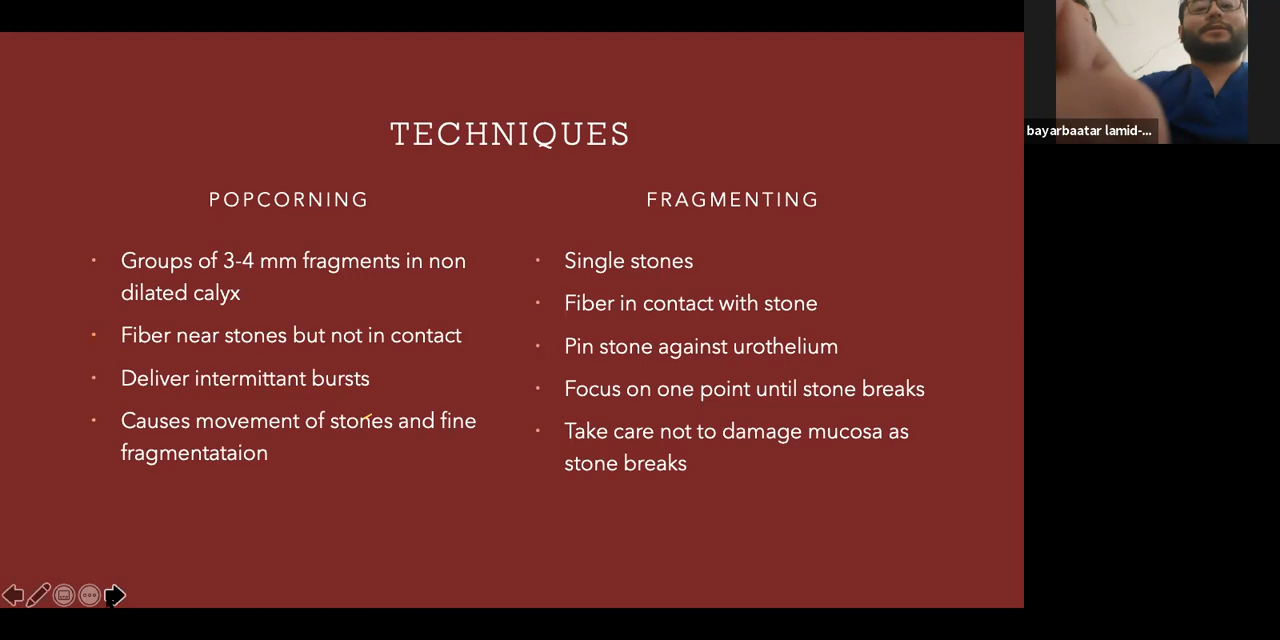 TECHNIQUES
POPCORNING
Groups of 3-4 mm fragments in non
dilated calyx
Fiber near stones but not in contact
Deliver intermittant bursts
Causes movement of stones and fine
fragmentataion
FRAGMENTING
Single stones
Fiber in contact with stone
Pin stone against urothelium
Focus on one point until stone breaks
Take care not to damage mucosa as
stone breaks
bayarbaatar lamid-...